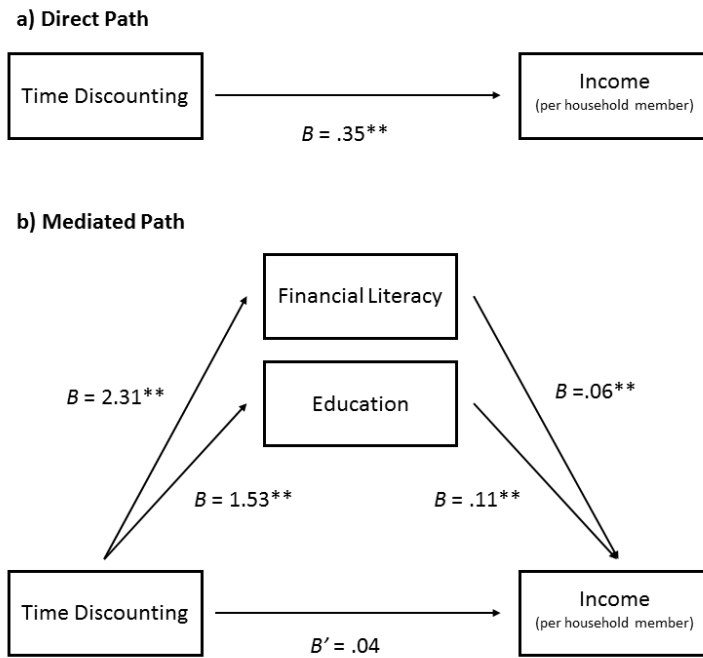 a) Direct Path
Time Discounting
Income
(per household member)
B = .35**
b) Mediated Path
Financial Literacy
Education
B = 2.31**
B =.06**
B = 1.53**
B = .11**
Time Discounting
Income
(per household member)
B’ = .04